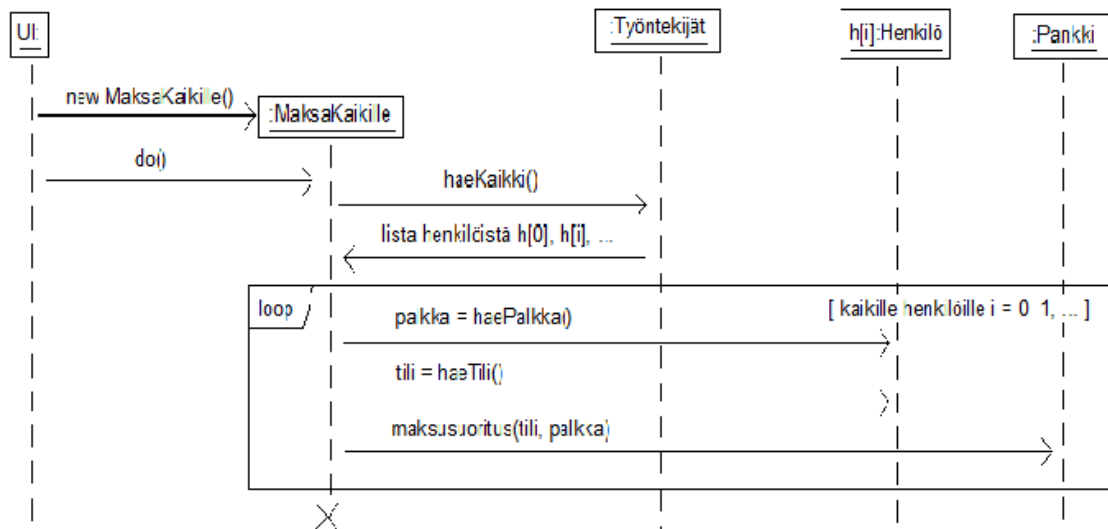 UI:
:Työntekijät
h[i]:Henkilö
:Pankki
new MaksaKaikille()
:MaksaKaikille
do()
haeKaikki()
lista henkilöistä h[0], h[i], ...
loop
[ kaikille henkilöille i = 0 1, ... ]
palkka = haePalkka()
tili = haeTili()
maksusuoritus(tili, palkka)